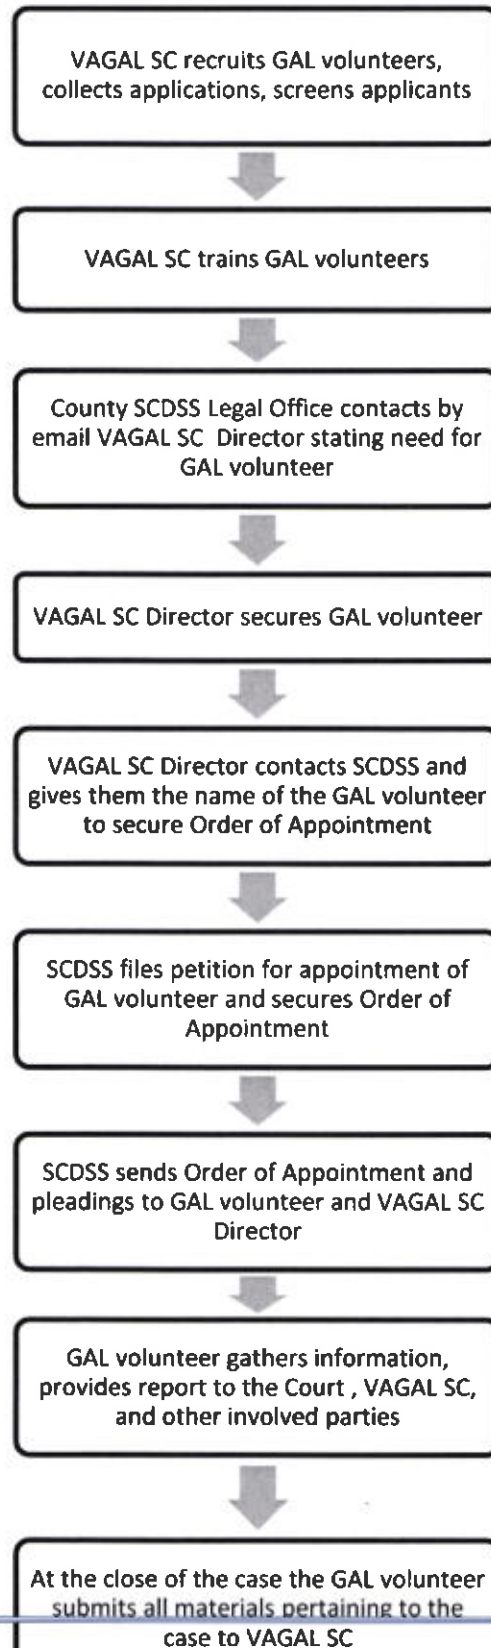 VAGAL SC recruits GAL volunteers,
collects applications, screens applicants
VAGAL SC trains GAL volunteers
County SCDSS Legal Office contacts by
email VAGAL SC Director stating need for
GAL volunteer
VAGAL SC Director secures GAL volunteer
VAGAL SC Director contacts SCDSS and
gives them the name of the GAL volunteer
to secure Order of Appointment
SCDSS files petition for appointment of
GAL volunteer and secures Order of
Appointment
SCDSS sends Order of Appointment and
pleadings to GAL volunteer and VAGAL SC
Director
GAL volunteer gathers information,
provides report to the Court , VAGAL SC,
and other involved parties
At the close of the case the GAL volunteer
submits all materials pertaining to the
case to VAGAL SC